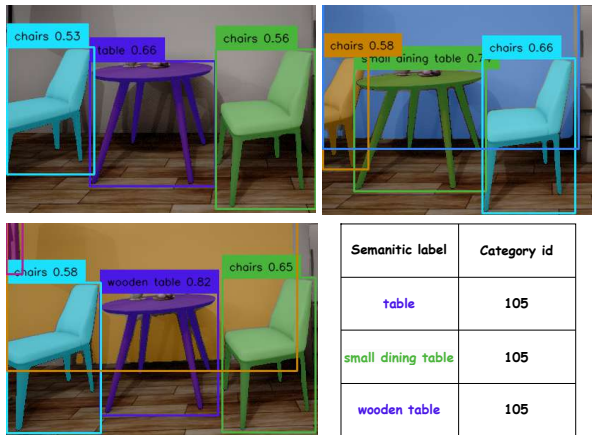 chairs 0.53
table 0.66
chairs 0.56
chairs 0.58
small dining table 0.7
chairs 0.66
chairs 0.58
wooden table 0.82
chairs 0.65
Semanitic label Category id
table 105
small dining table 105
wooden table 105